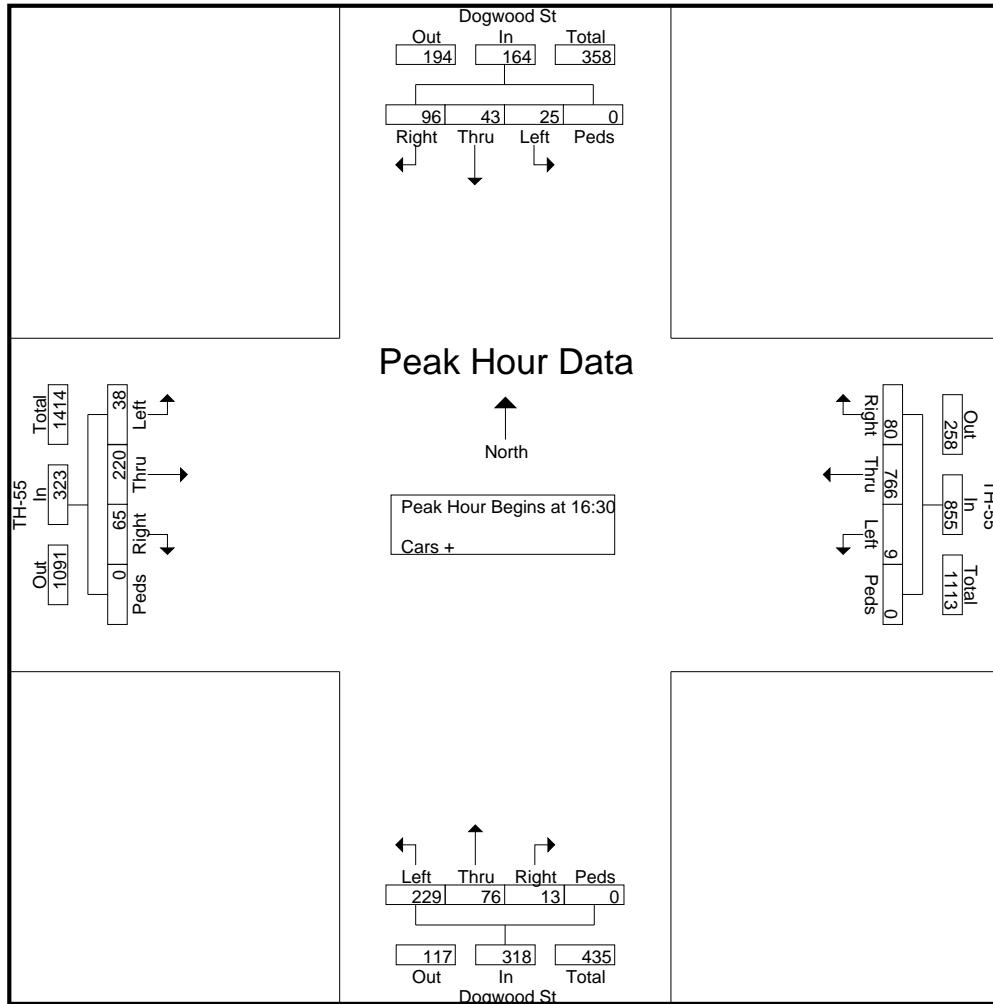 Dogwood St
Out In Total
194 164 358
96 43 25 0
Right Thru Left Peds
Peak Hour Data
North
Peak Hour Begins at 16:30
Cars +
TH-55
Out In Total
1091 323 1414
0 65 220 38
Peds Right Thru Left
TH-55
Out In Total
258 855 1113
80 766 9 0
Right Thru Left Peds
Left Thru Right Peds
229 76 13 0
117 318 435
Out In Total
Dogwood St